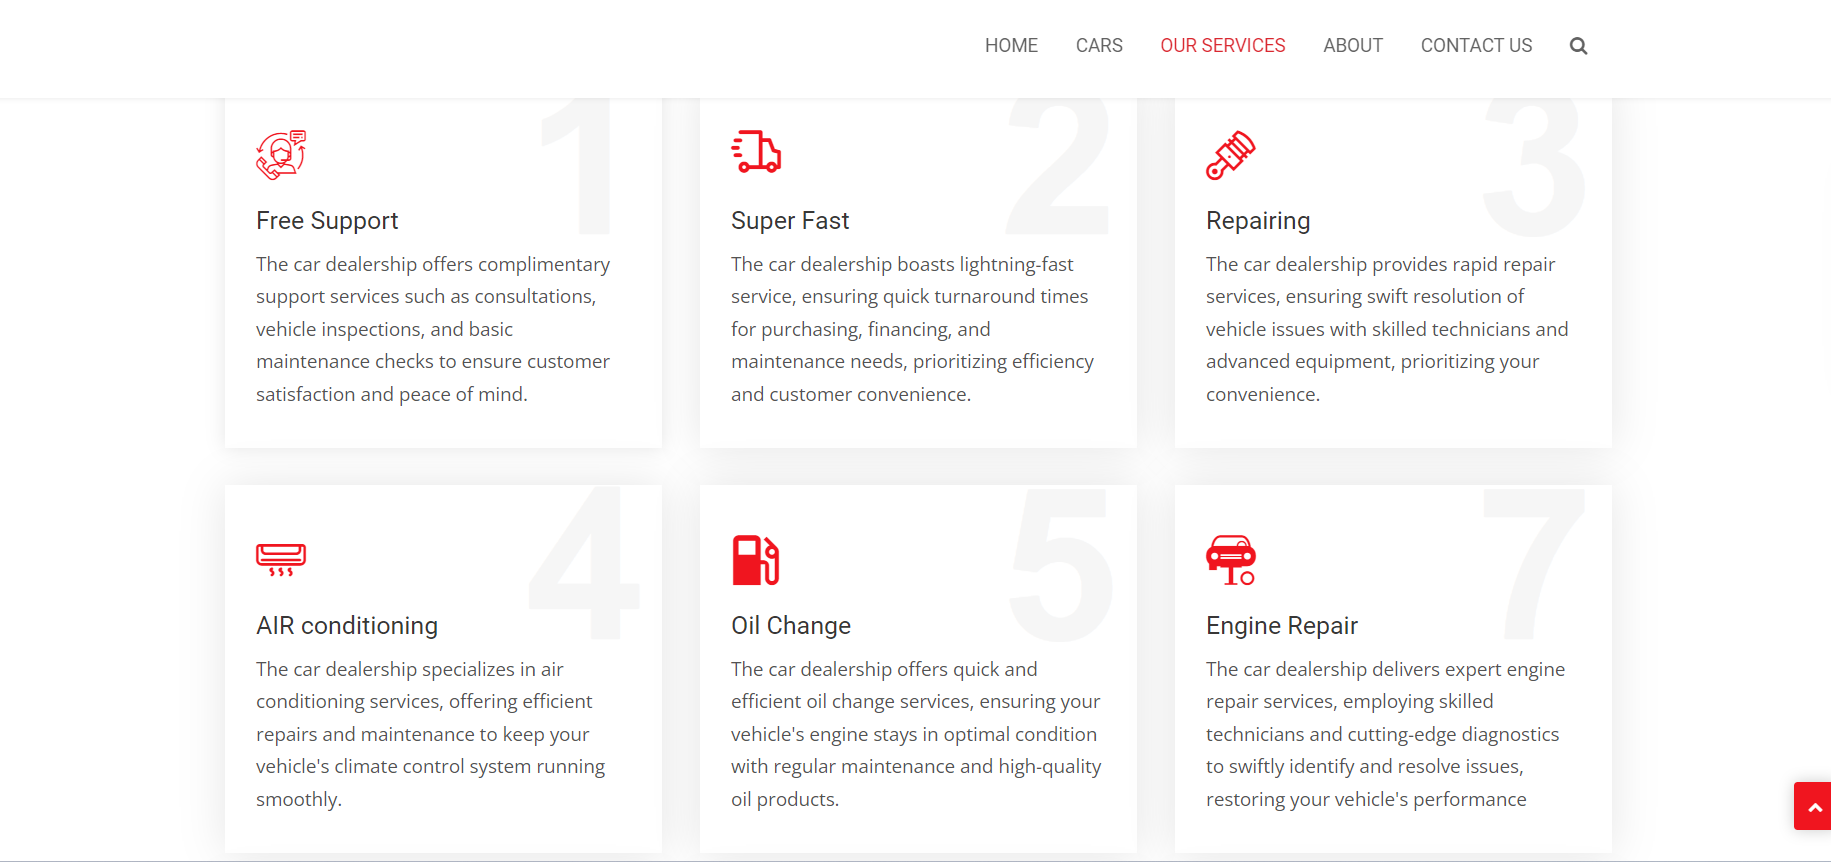 HOME CARS OUR SERVICES ABOUT CONTACT US
1
Free Support
The car dealership offers complimentary
support services such as consultations,
vehicle inspections, and basic
maintenance checks to ensure customer
satisfaction and peace of mind.
2
Super Fast
The car dealership boasts lightning-fast
service, ensuring quick turnaround times
for purchasing, financing, and
maintenance needs, prioritizing efficiency
and customer convenience.
3
Repairing
The car dealership provides rapid repair
services, ensuring swift resolution of
vehicle issues with skilled technicians and
advanced equipment, prioritizing your
convenience.
4
AIR conditioning
The car dealership specializes in air
conditioning services, offering efficient
repairs and maintenance to keep your
vehicle's climate control system running
smoothly.
5
Oil Change
The car dealership offers quick and
efficient oil change services, ensuring your
vehicle's engine stays in optimal condition
with regular maintenance and high-quality
oil products.
7
Engine Repair
The car dealership delivers expert engine
repair services, employing skilled
technicians and cutting-edge diagnostics
to swiftly identify and resolve issues,
restoring your vehicle's performance